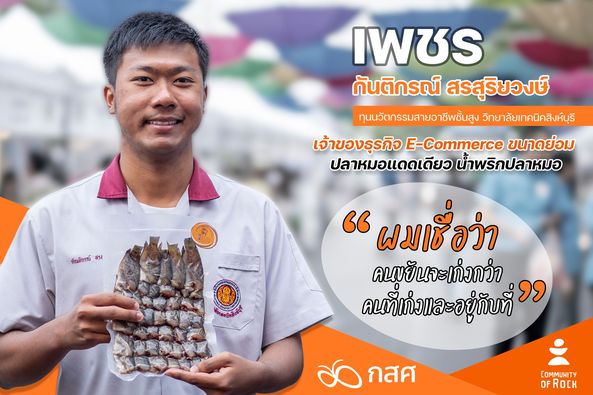 เพชร
กันติกรณ์ สรสุริยวงษ์
ทุนนวัตกรรมสายอาชีพชั้นสูง วิทยาลัยเทคนิคสิงห์บุรี
เจ้าของธุรกิจ E-Commerce ขนาดย่อม
ปลาหมอแดดเดียว น้ำพริกปลาหมอ
“ ผมเชื่อว่า
คนขยันจะเก่งกว่า
คนที่เก่งและอยู่กับที่ ”
กสศ
COMMUNITY
OF ROCK